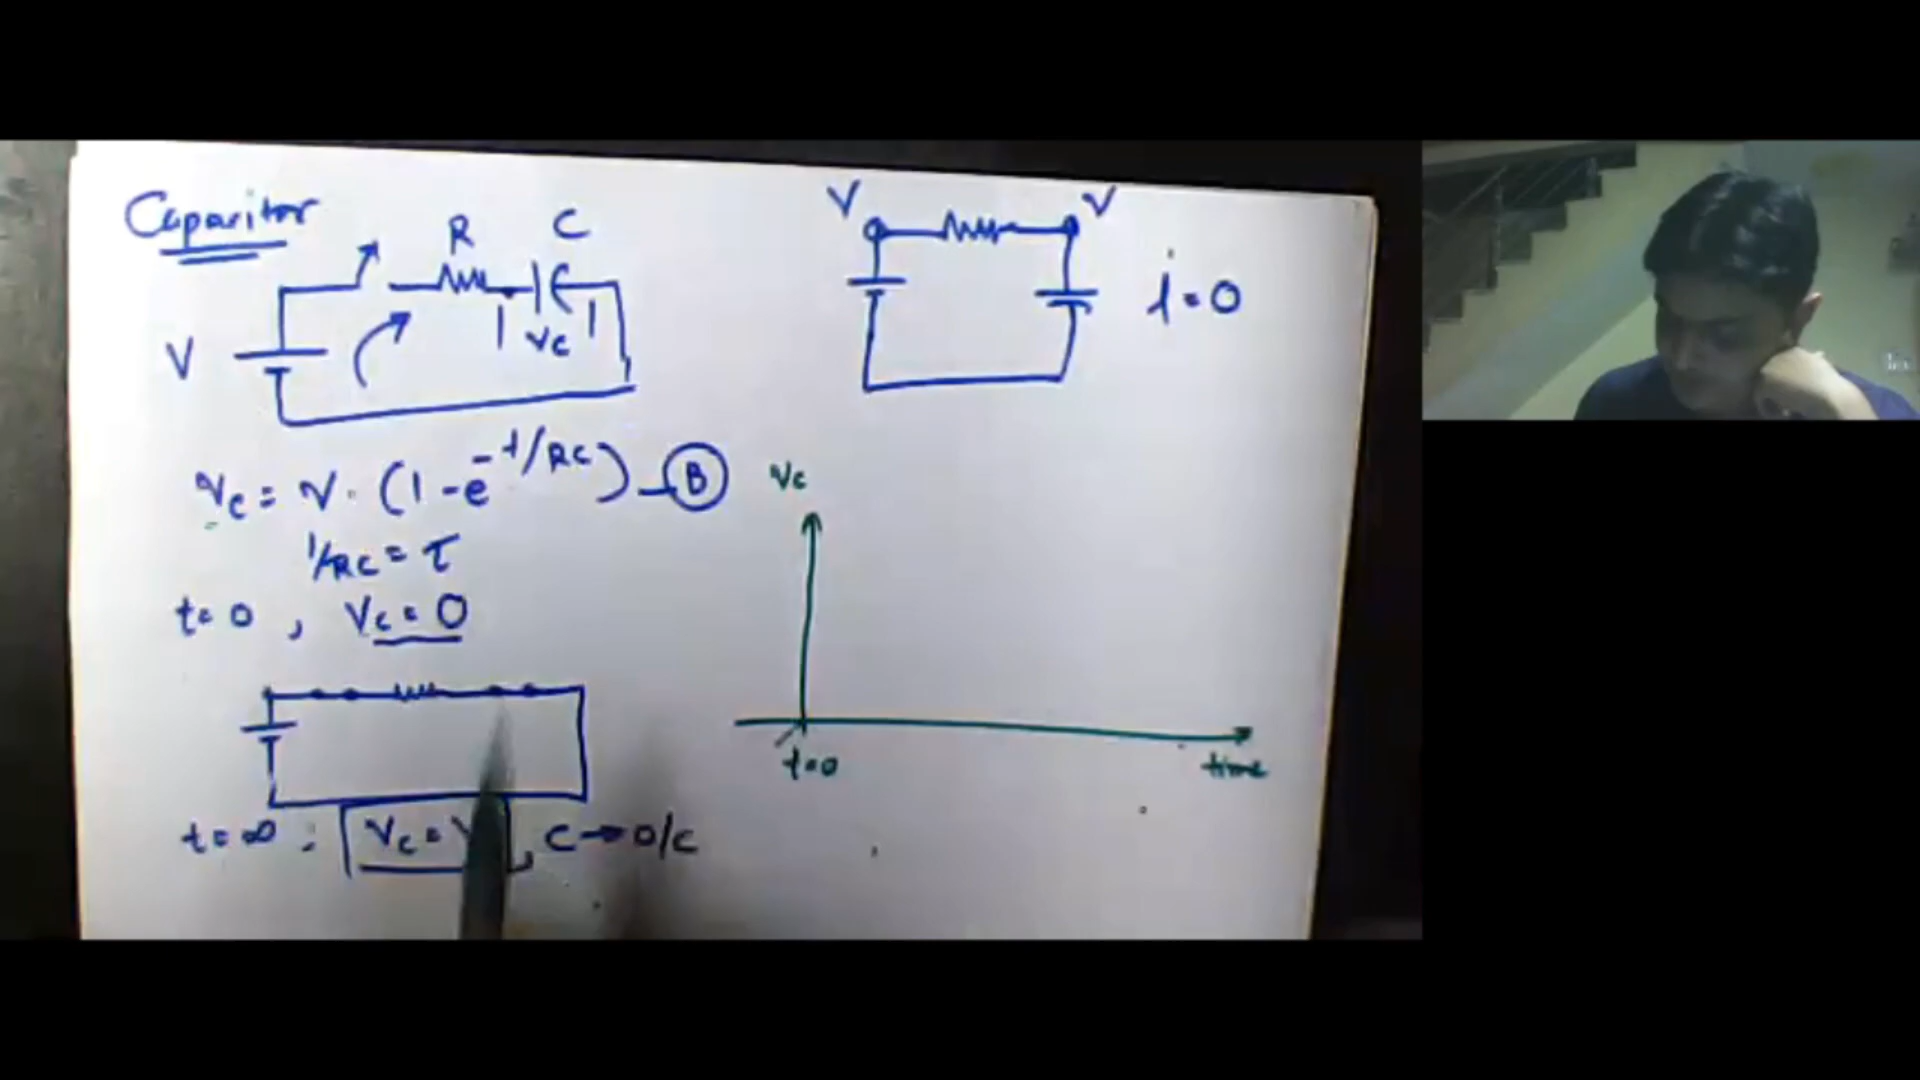 Capacitor
R C
V
Vc
Vc = V · (1 - e^-t/RC) - B
1/RC = τ
t = 0 , Vc = 0
t = ∞ : Vc = V , C → O/C
V V
i = 0
Vc
t=0
time